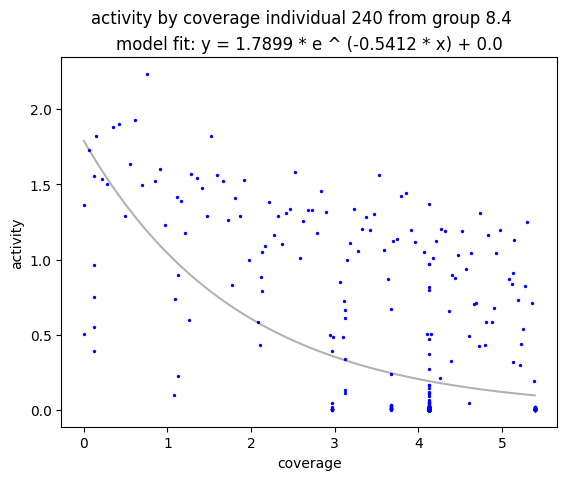 activity by coverage individual 240 from group 8.4
model fit: y = 1.7899 * e ^ (-0.5412 * x) + 0.0
activity
2.0
1.5
1.0
0.5
0.0
0 1 2 3 4 5
coverage